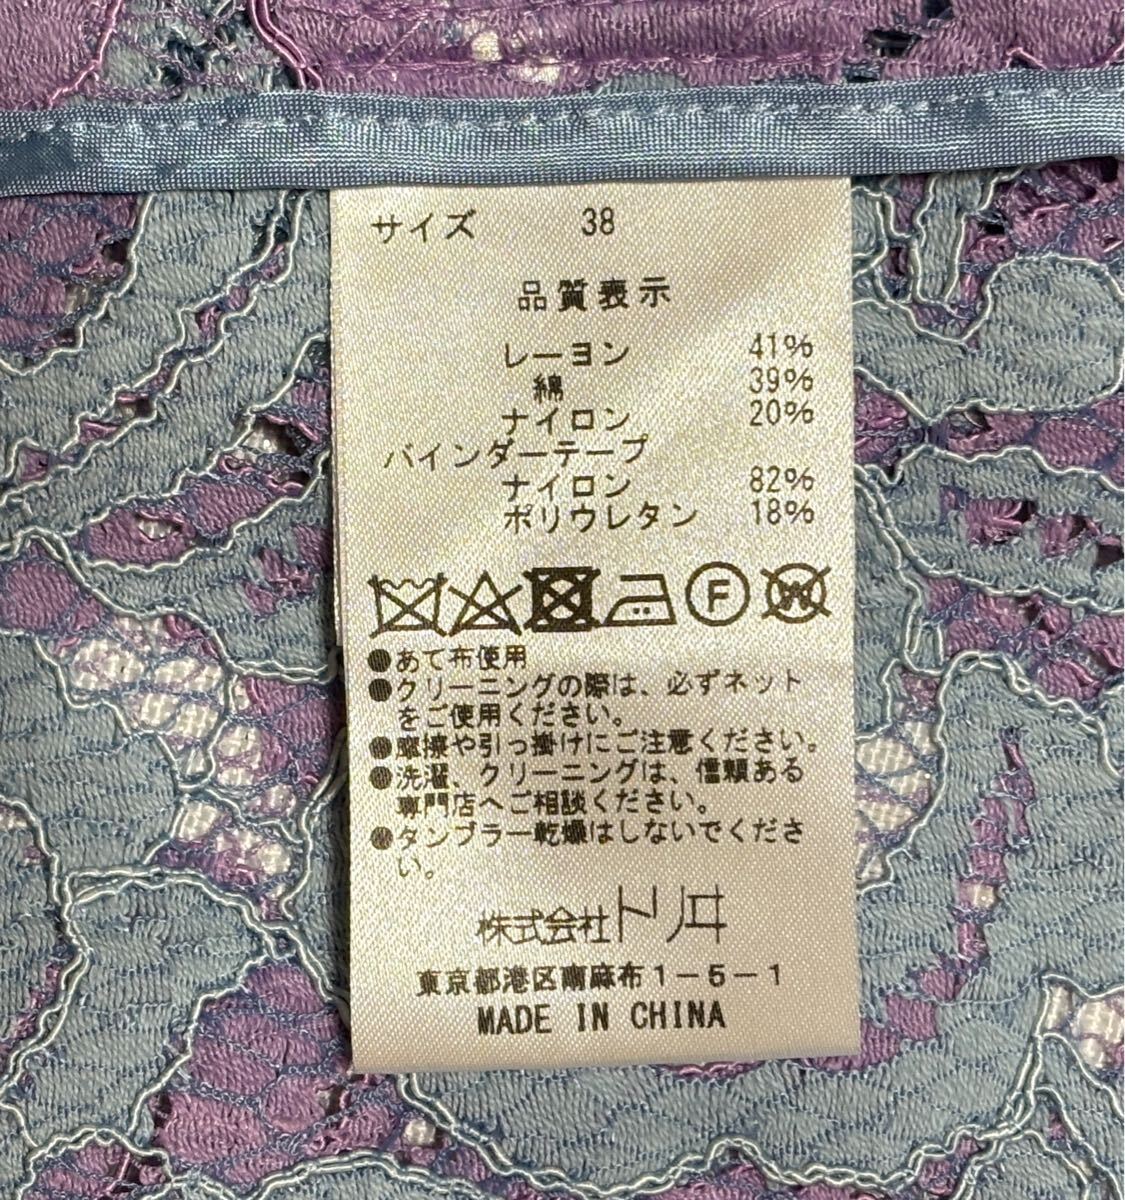 サイズ 38
品質表示
レーヨン 41%
綿 39%
ナイロン 20%
バインダーテープ
ナイロン 82%
ポリウレタン 18%
F W
●あて布使用
●クリーニングの際は、必ずネット
をご使用ください。
●摩擦や引っ掛けにご注意ください。
●洗濯、クリーニングは、信頼ある
専門店へご相談ください。
●タンブラー乾燥はしないでくださ
い。
株式会社トリヰ
東京都港区南麻布1-5-1
MADE IN CHINA